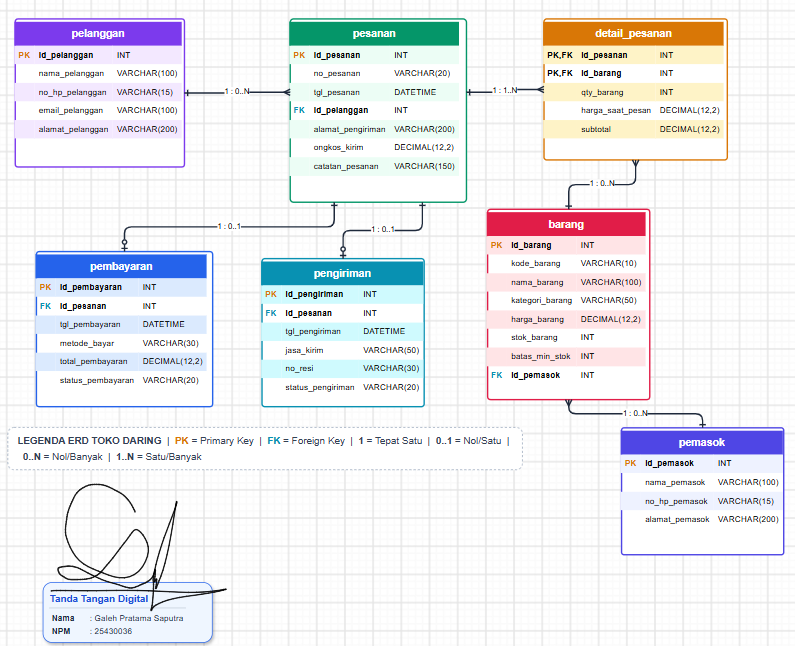 pelanggan
PK id_pelanggan INT
nama_pelanggan VARCHAR(100)
no_hp_pelanggan VARCHAR(15)
email_pelanggan VARCHAR(100)
alamat_pelanggan VARCHAR(200)
1 : 0..N
pesanan
PK id_pesanan INT
no_pesanan VARCHAR(20)
tgl_pesanan DATETIME
FK id_pelanggan INT
alamat_pengiriman VARCHAR(200)
ongkos_kirim DECIMAL(12,2)
catatan_pesanan VARCHAR(150)
1 : 1..N
detail_pesanan
PK,FK id_pesanan INT
PK,FK id_barang INT
qty_barang INT
harga_saat_pesan DECIMAL(12,2)
subtotal DECIMAL(12,2)
1 : 0..N
1 : 0..1
1 : 0..1
pembayaran
PK id_pembayaran INT
FK id_pesanan INT
tgl_pembayaran DATETIME
metode_bayar VARCHAR(30)
total_pembayaran DECIMAL(12,2)
status_pembayaran VARCHAR(20)
pengiriman
PK id_pengiriman INT
FK id_pesanan INT
tgl_pengiriman DATETIME
jasa_kirim VARCHAR(50)
no_resi VARCHAR(30)
status_pengiriman VARCHAR(20)
barang
PK id_barang INT
kode_barang VARCHAR(10)
nama_barang VARCHAR(100)
kategori_barang VARCHAR(50)
harga_barang DECIMAL(12,2)
stok_barang INT
batas_min_stok INT
FK id_pemasok INT
1 : 0..N
pemasok
PK id_pemasok INT
nama_pemasok VARCHAR(100)
no_hp_pemasok VARCHAR(15)
alamat_pemasok VARCHAR(200)
LEGENDA ERD TOKO DARING | PK = Primary Key | FK = Foreign Key | 1 = Tepat Satu | 0..1 = Nol/Satu |
0..N = Nol/Banyak | 1..N = Satu/Banyak
Tanda Tangan Digital
Nama : Galeh Pratama Saputra
NPM : 25430036